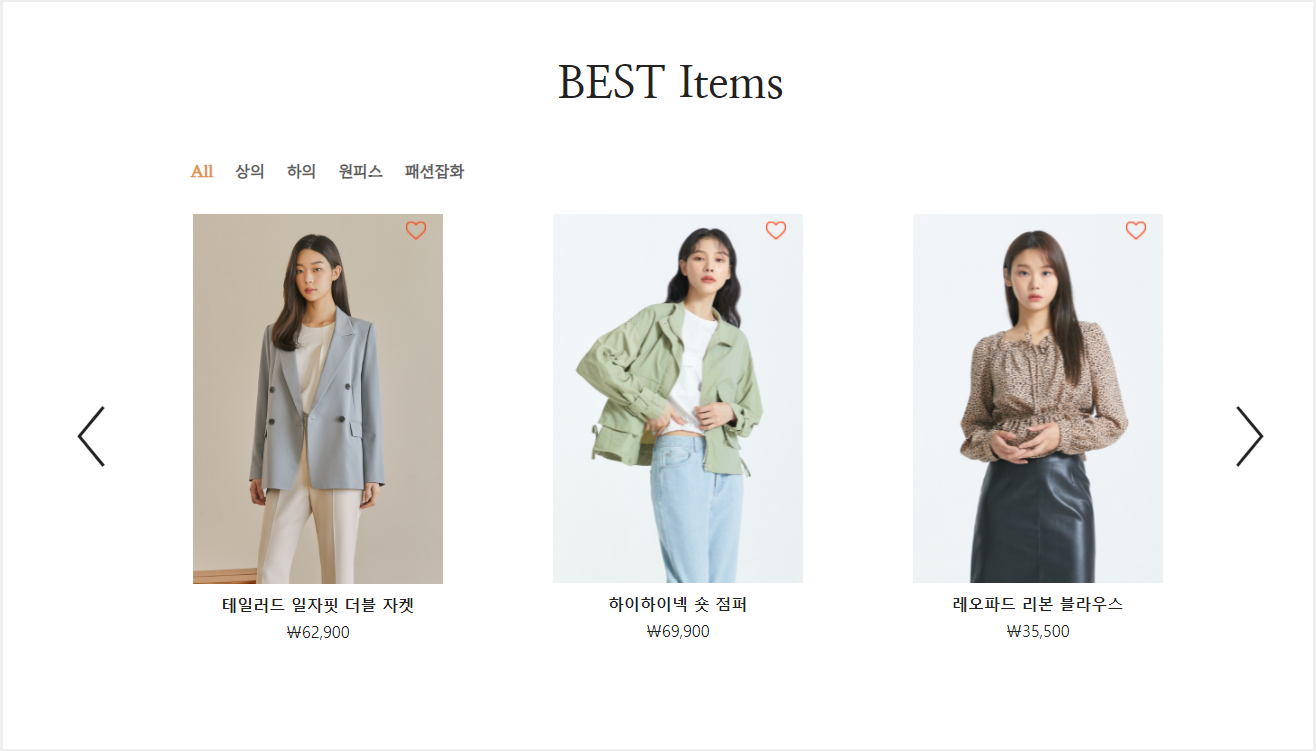 BEST Items
All 상의 하의 원피스 패션잡화
테일러드 일자핏 더블 자켓
₩62,900
하이하이넥 숏 점퍼
₩69,900
레오파드 리본 블라우스
₩35,500